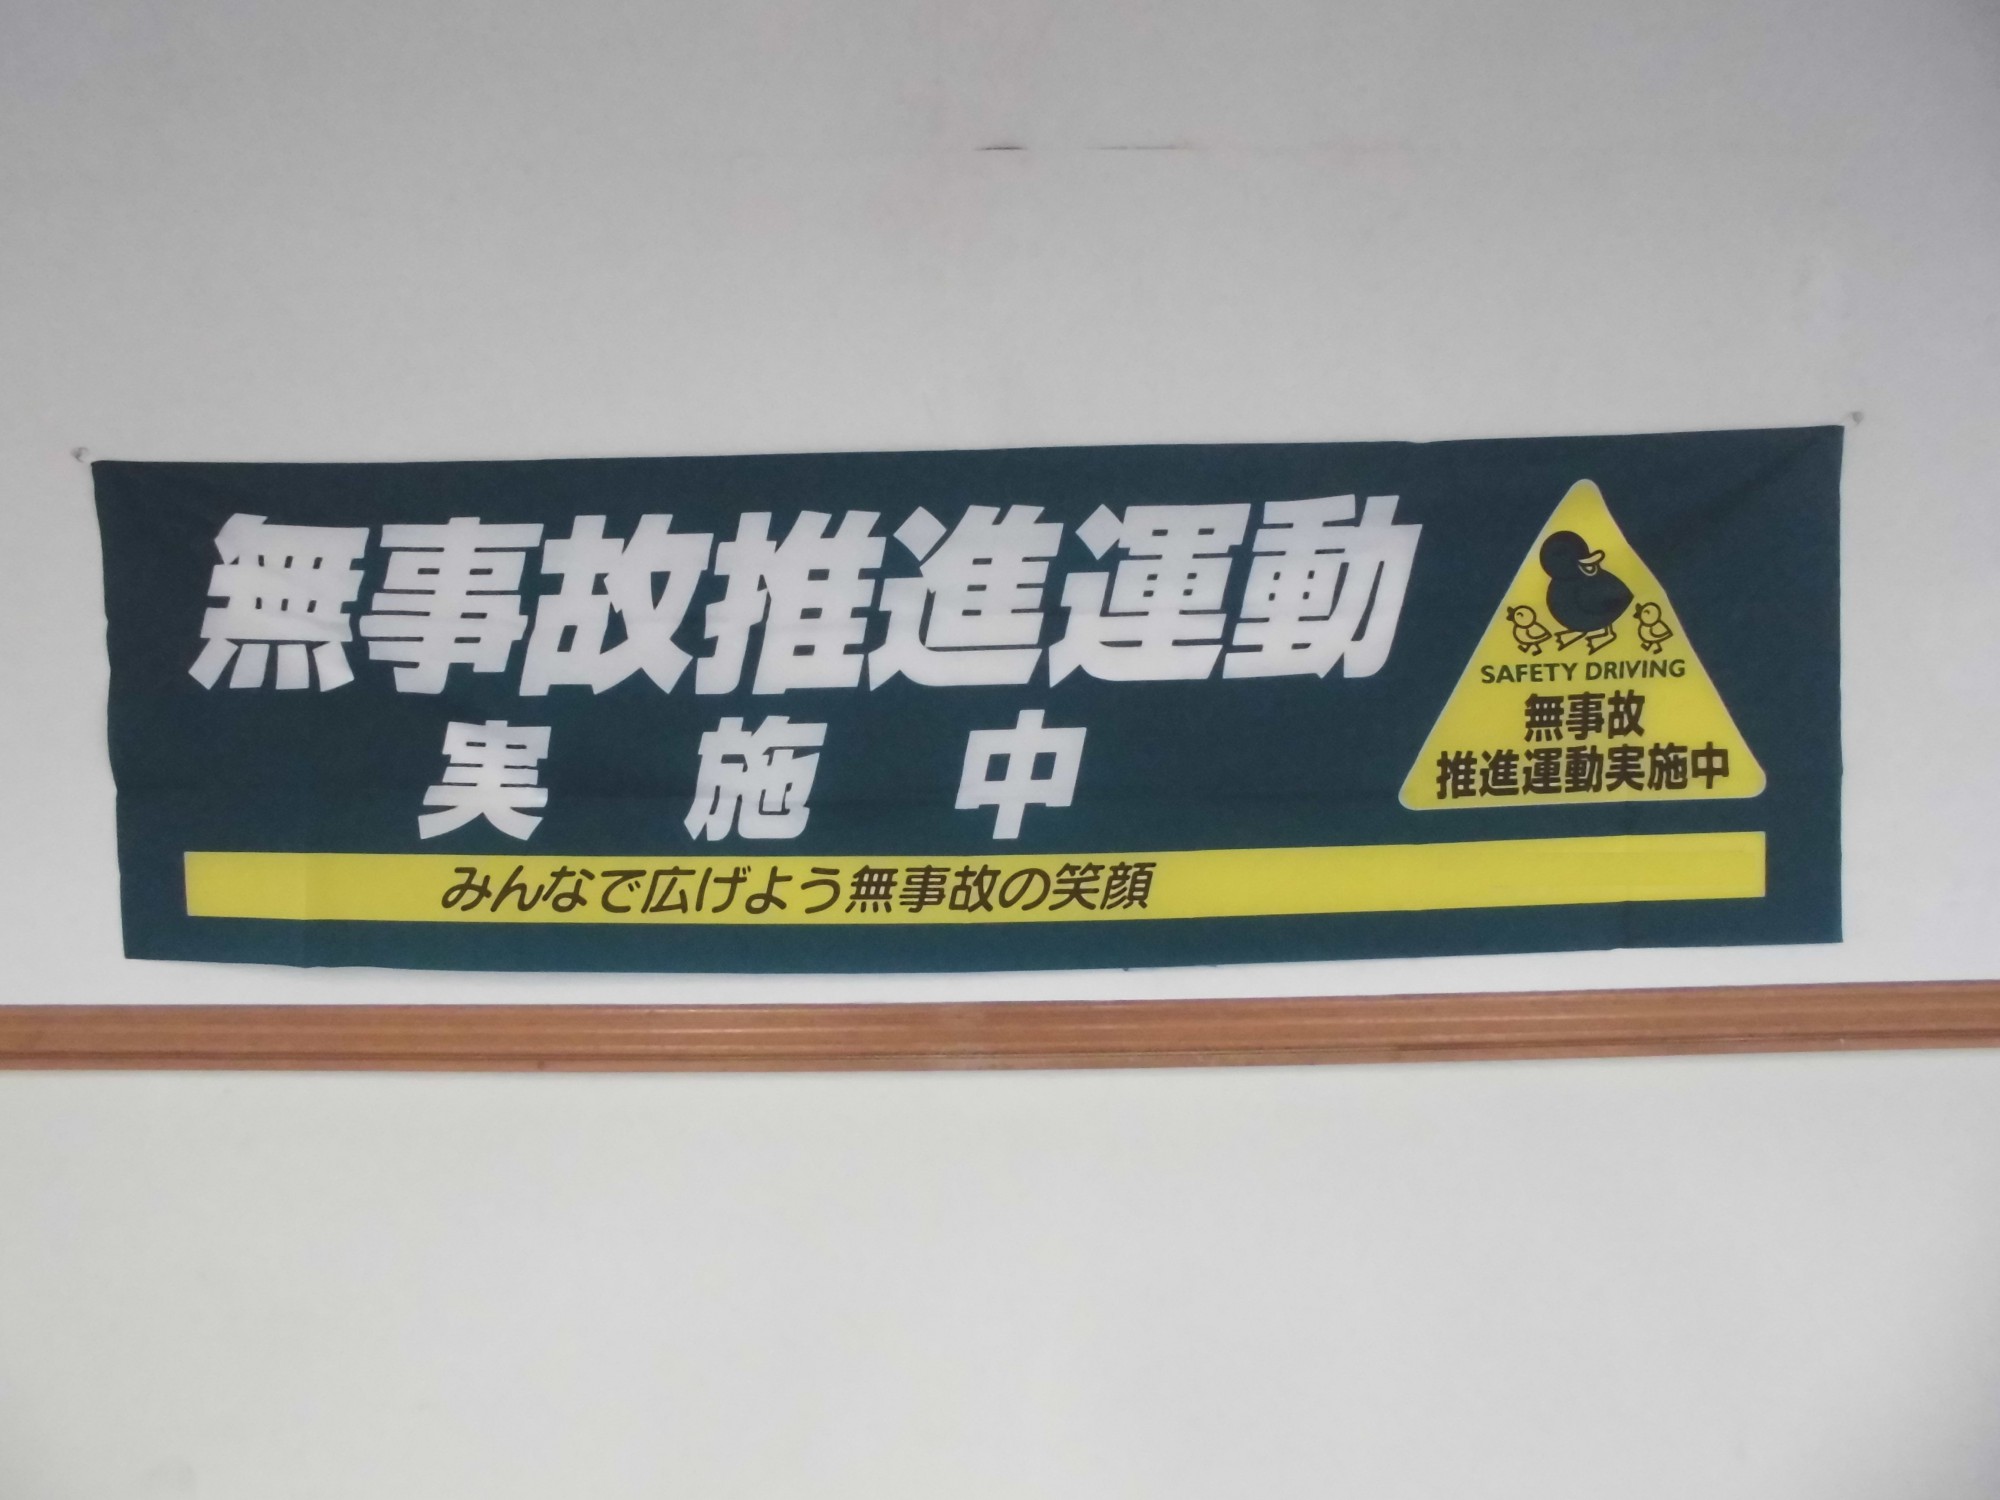 無事故推進運動
実施中
SAFETY DRIVING
無事故
推進運動実施中
みんなで広げよう無事故の笑顔